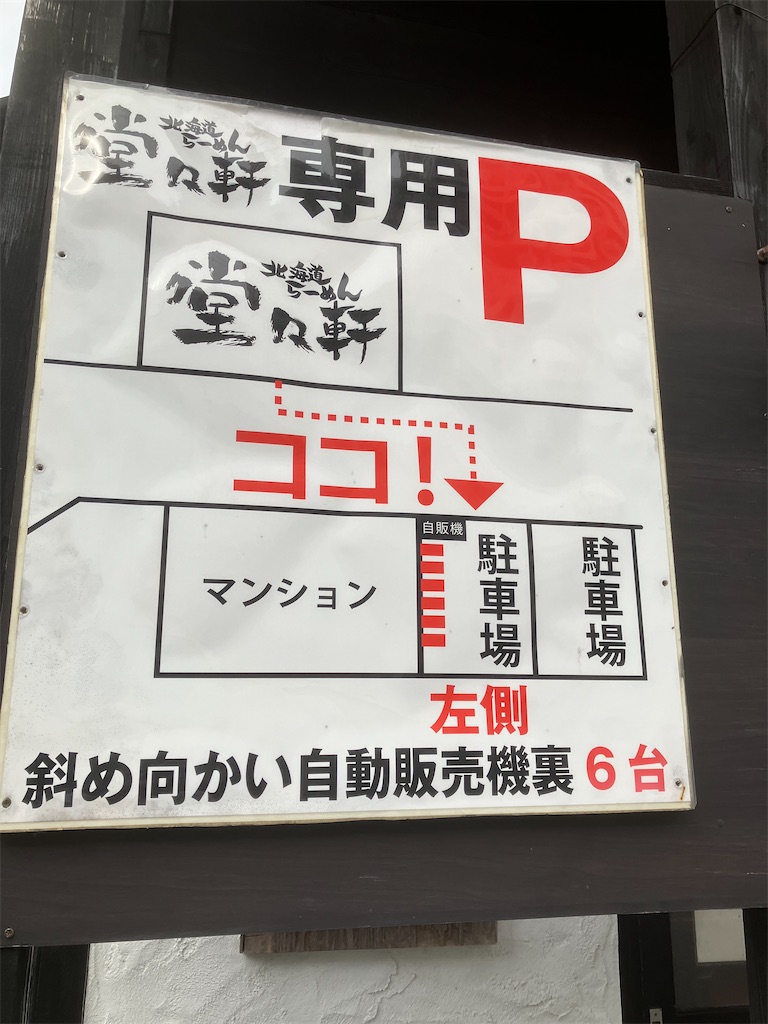 北海道
らーめん
堂々軒 専用 P
北海道
らーめん
堂々軒
ココ!
自販機
マンション
駐車場
駐車場
左側
斜め向かい自動販売機裏6台